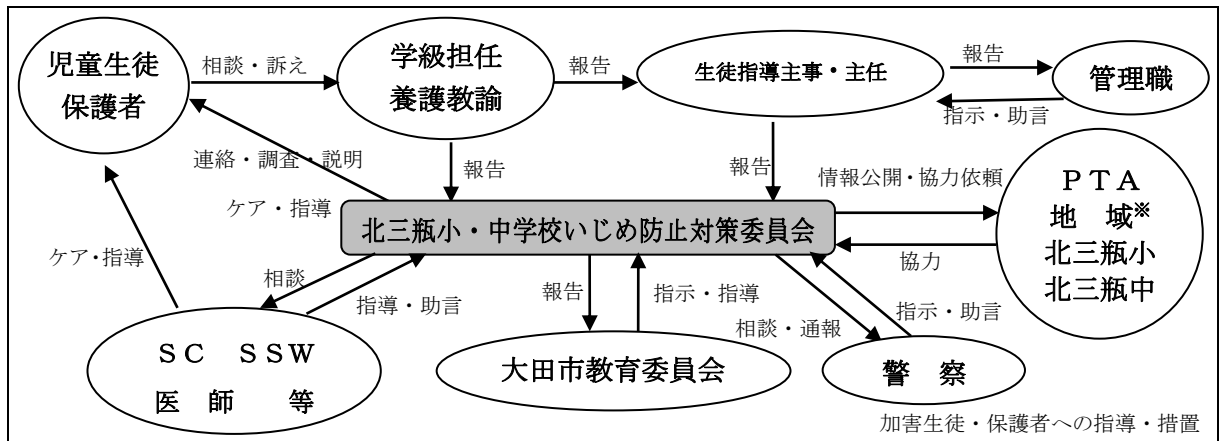 児童生徒
保護者
相談・訴え
学級担任
養護教諭
報告
生徒指導主事・主任
報告
管理職
指示・助言
連絡・調査・説明
ケア・指導
報告
報告
情報公開・協力依頼
PTA
地 域※
北三瓶小
北三瓶中
協力
北三瓶小・中学校いじめ防止対策委員会
ケア・指導
相談
指導・助言
報告
指示・指導
相談・通報
指示・助言
SC SSW
医 師 等
大田市教育委員会
警 察
加害生徒・保護者への指導・措置